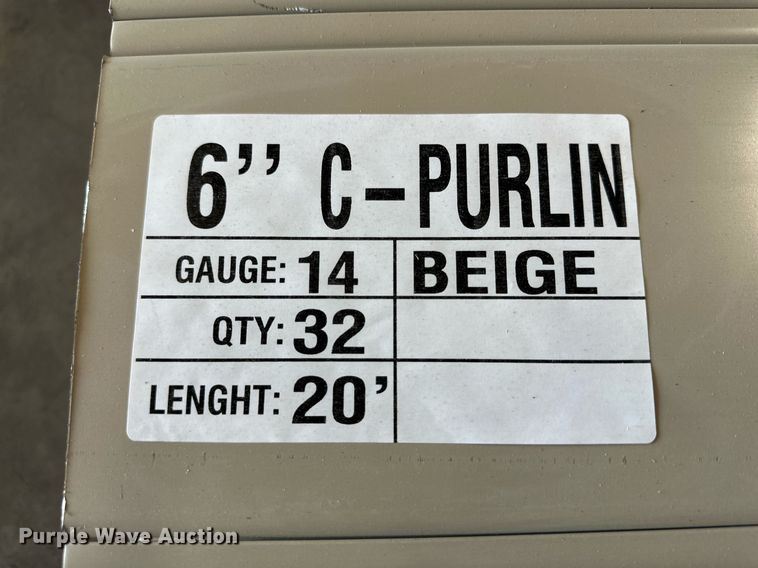 6’’ C-PURLIN
GAUGE: 14 BEIGE
QTY: 32
LENGHT: 20’
Purple Wave Auction